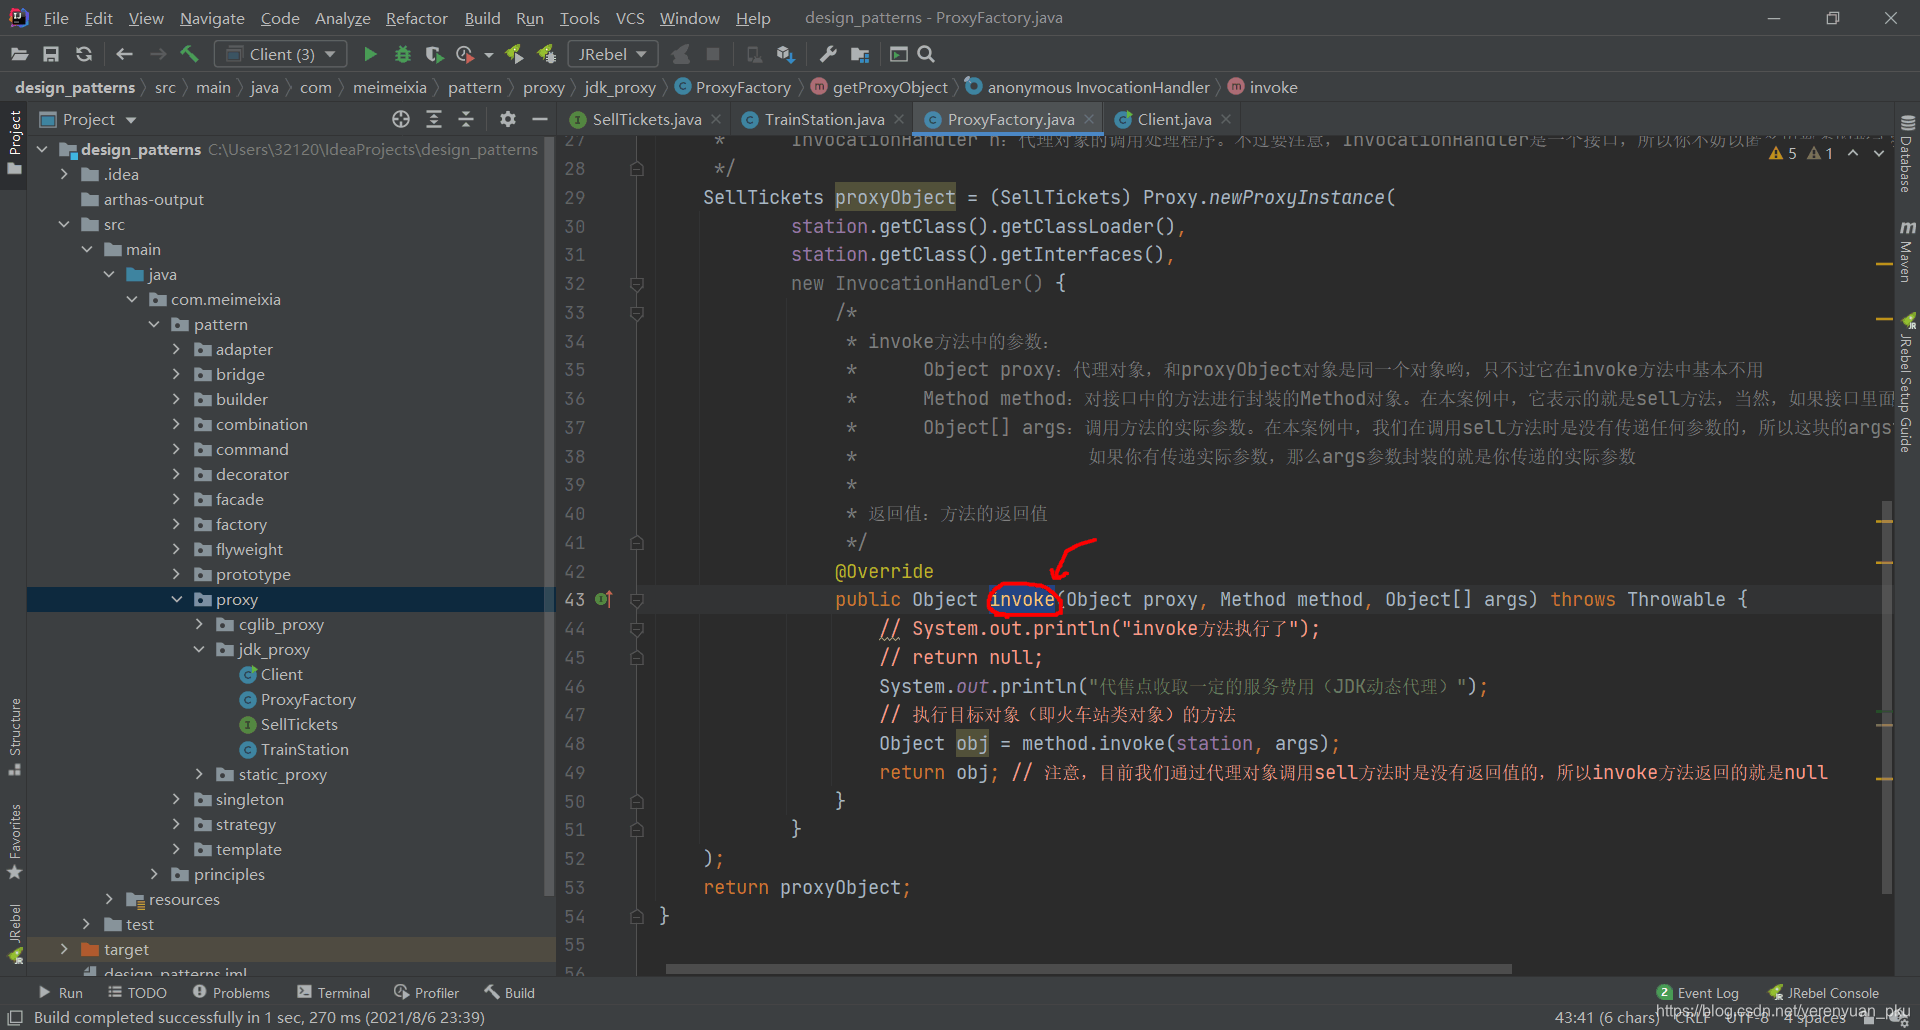 File Edit View Navigate Code Analyze Refactor Build Run Tools VCS Window Help design_patterns - ProxyFactory.java
Client (3) JRebel
design_patterns src main java com meimeixia pattern proxy jdk_proxy ProxyFactory getProxyObject anonymous InvocationHandler invoke
Project
SellTickets.java TrainStation.java ProxyFactory.java Client.java
design_patterns C:\Users\32120\IdeaProjects\design_patterns
.idea
arthas-output
src
main
java
com.meimeixia
pattern
adapter
bridge
builder
combination
command
decorator
facade
factory
flyweight
prototype
proxy
cglib_proxy
jdk_proxy
Client
ProxyFactory
SellTickets
TrainStation
static_proxy
singleton
strategy
template
principles
resources
test
target
design_patterns.iml
27 * InvocationHandler h：代理对象的调用处理程序。不过要注意，InvocationHandler是一个接口，所以你不妨以
5 1
28 */
29 SellTickets proxyObject = (SellTickets) Proxy.newProxyInstance(
30 station.getClass().getClassLoader(),
31 station.getClass().getInterfaces(),
32 new InvocationHandler() {
33 /*
34 * invoke方法中的参数：
35 * Object proxy：代理对象，和proxyObject对象是同一个对象哟，只不过它在invoke方法中基本不用
36 * Method method：对接口中的方法进行封装的Method对象。在本案例中，它表示的就是sell方法，当然，如果接口里面
37 * Object[] args：调用方法的实际参数。在本案例中，我们在调用sell方法时是没有传递任何参数的，所以这块的args
38 * 如果你有传递实际参数，那么args参数封装的就是你传递的实际参数
39 *
40 * 返回值：方法的返回值
41 */
42 @Override
43 public Object invoke(Object proxy, Method method, Object[] args) throws Throwable {
44 // System.out.println("invoke方法执行了");
45 // return null;
46 System.out.println("代售点收取一定的服务费用（JDK动态代理）");
47 // 执行目标对象（即火车站类对象）的方法
48 Object obj = method.invoke(station, args);
49 return obj; // 注意，目前我们通过代理对象调用sell方法时是没有返回值的，所以invoke方法返回的就是null
50 }
51 }
52 );
53 return proxyObject;
54 }
55
56
Project
Structure
Favorites
JRebel
Database
Maven
JRebel Setup Guide
Run TODO Problems Terminal Profiler Build
2 Event Log JRebel Console
Build completed successfully in 1 sec, 270 ms (2021/8/6 23:39)
43:41 (6 chars) CRLF UTF-8 4 spaces
https://blog.csdn.net/yerenyuan_pku